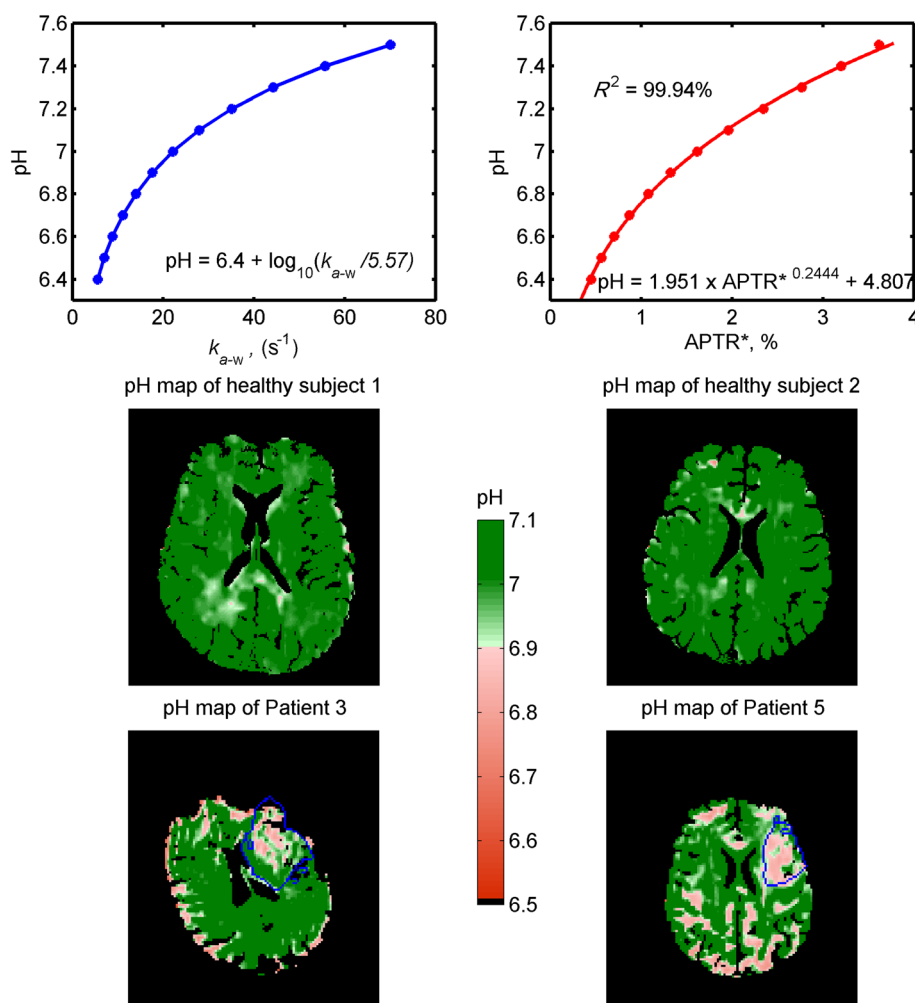 7.6
7.4
7.2
7
6.8
6.6
6.4
pH
pH = 6.4 + log₁₀(kₐ₋w /5.57)
0 20 40 60 80
kₐ₋w , (s⁻¹)
7.6
7.4
7.2
7
6.8
6.6
6.4
pH
R² = 99.94%
pH = 1.951 x APTR* ⁰·²⁴⁴⁴ + 4.807
0 1 2 3 4
APTR*, %
pH map of healthy subject 1
pH map of healthy subject 2
pH
7.1
7
6.9
6.8
6.7
6.6
6.5
pH map of Patient 3
pH map of Patient 5